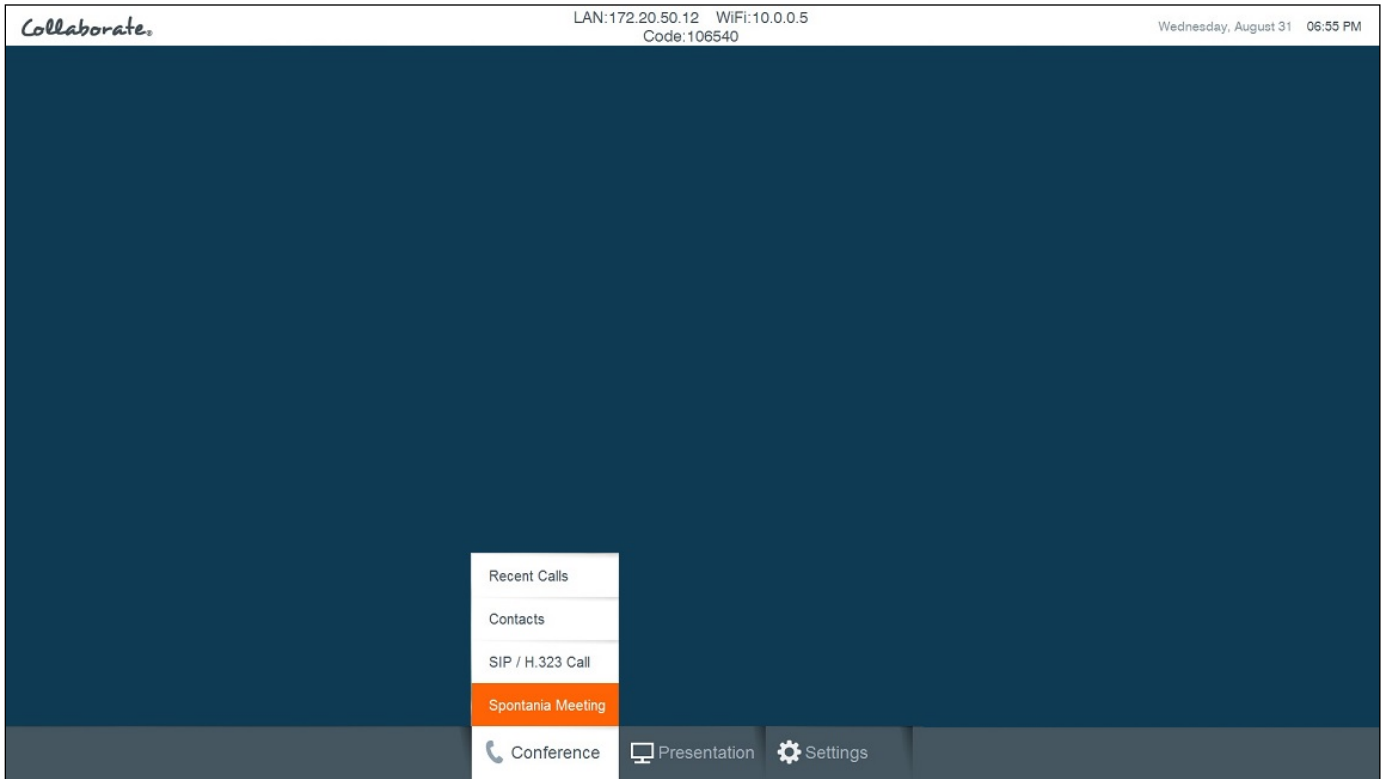 Collaborate®
LAN:172.20.50.12 WiFi:10.0.0.5
Code:106540
Wednesday, August 31 06:55 PM
Recent Calls
Contacts
SIP / H.323 Call
Spontania Meeting
Conference
Presentation
Settings